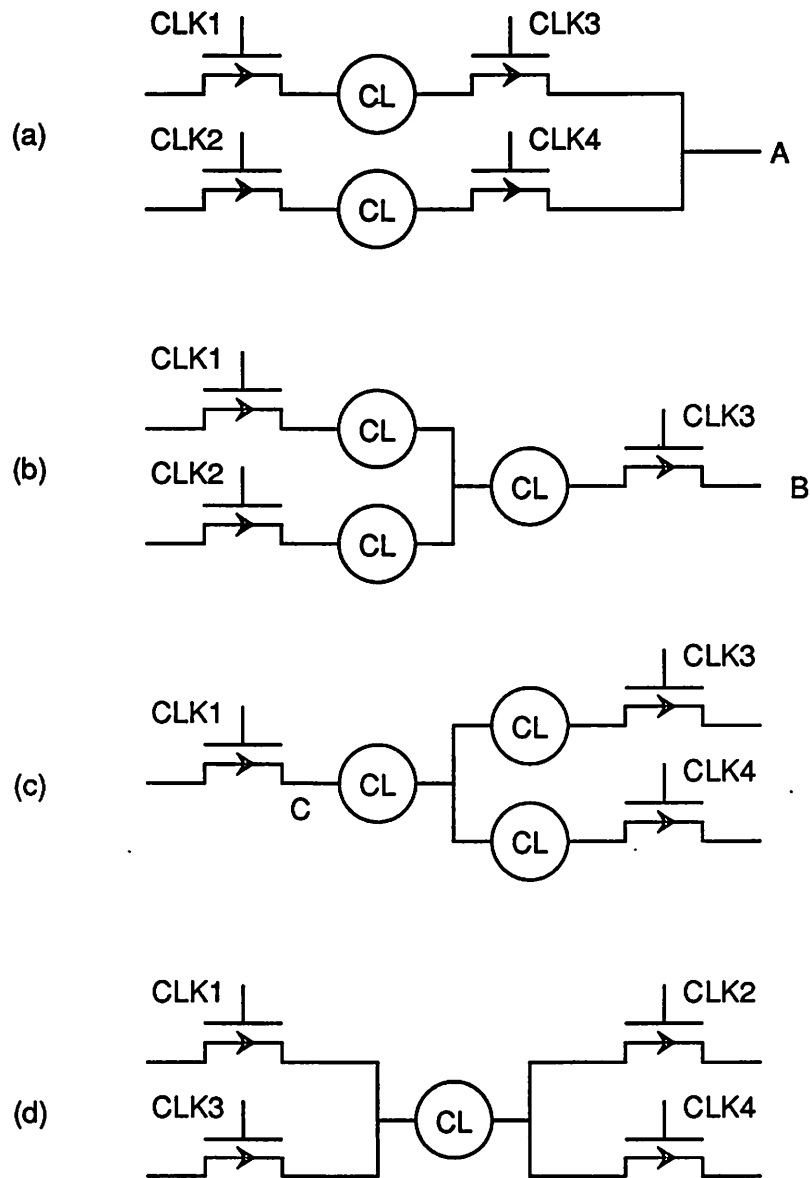 CLK1 CLK3
CL
(a) CLK2 CLK4 A
CL
CLK1
CL CLK3
(b) CLK2 CL B
CL
CLK3
CLK1 CL
(c) CL CLK4
C
CL
CLK1 CLK2
(d) CLK3 CL CLK4